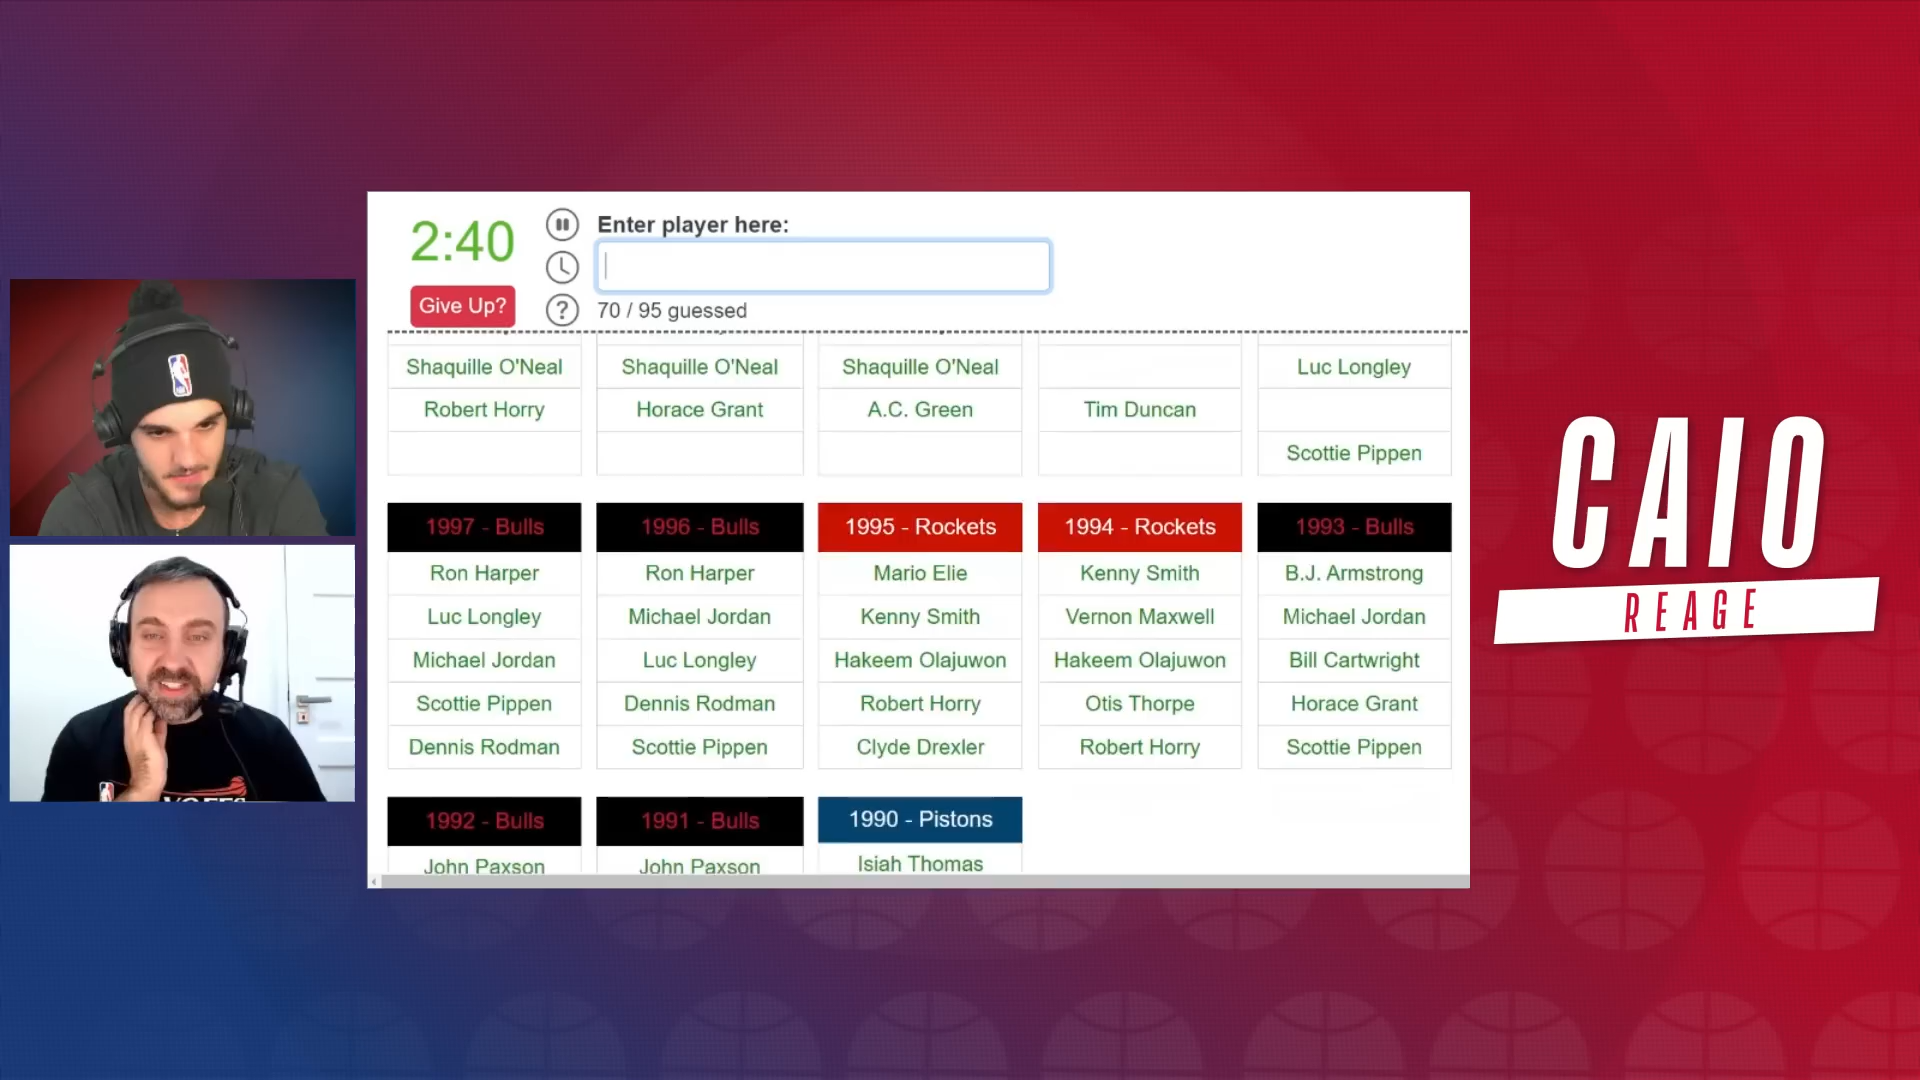 2:40
Enter player here:
Give Up?
?
70 / 95 guessed
Shaquille O'Neal Shaquille O'Neal Shaquille O'Neal Luc Longley
Robert Horry Horace Grant A.C. Green Tim Duncan
Scottie Pippen
1997 - Bulls 1996 - Bulls 1995 - Rockets 1994 - Rockets 1993 - Bulls
Ron Harper Ron Harper Mario Elie Kenny Smith B.J. Armstrong
Luc Longley Michael Jordan Kenny Smith Vernon Maxwell Michael Jordan
Michael Jordan Luc Longley Hakeem Olajuwon Hakeem Olajuwon Bill Cartwright
Scottie Pippen Dennis Rodman Robert Horry Otis Thorpe Horace Grant
Dennis Rodman Scottie Pippen Clyde Drexler Robert Horry Scottie Pippen
1992 - Bulls 1991 - Bulls 1990 - Pistons
John Paxson John Paxson Isiah Thomas
CAIO
REAGE